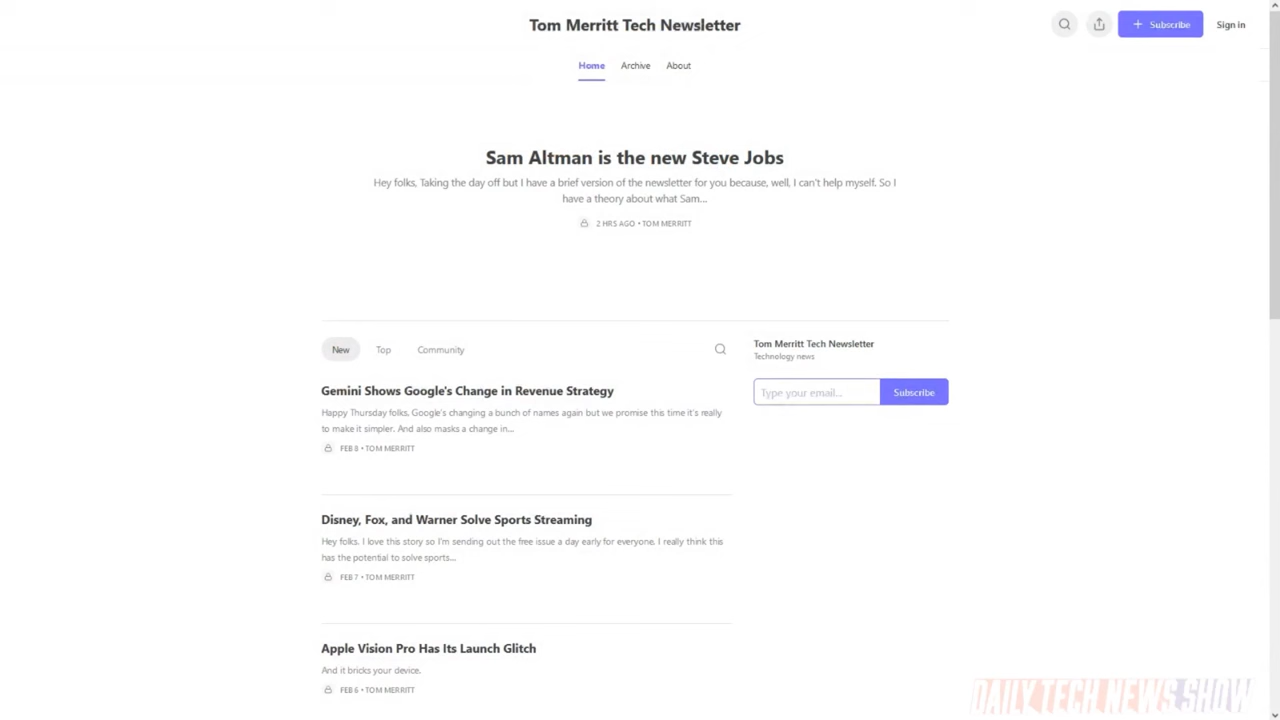 Tom Merritt Tech Newsletter
Subscribe
Sign in
Home
Archive
About
Sam Altman is the new Steve Jobs
Hey folks, Taking the day off but I have a brief version of the newsletter for you because, well, I can't help myself. So I
have a theory about what Sam...
2 HRS AGO • TOM MERRITT
New
Top
Community
Gemini Shows Google's Change in Revenue Strategy
Happy Thursday folks, Google's changing a bunch of names again but we promise this time it's really
to make it simpler. And also masks a change in...
FEB 8 • TOM MERRITT
Disney, Fox, and Warner Solve Sports Streaming
Hey folks, I love this story so I'm sending out the free issue a day early for everyone. I really think this
has the potential to solve sports...
FEB 7 • TOM MERRITT
Apple Vision Pro Has Its Launch Glitch
And it bricks your device.
FEB 6 • TOM MERRITT
Tom Merritt Tech Newsletter
Technology news
Type your email...
Subscribe
DAILY TECH NEWS SHOW